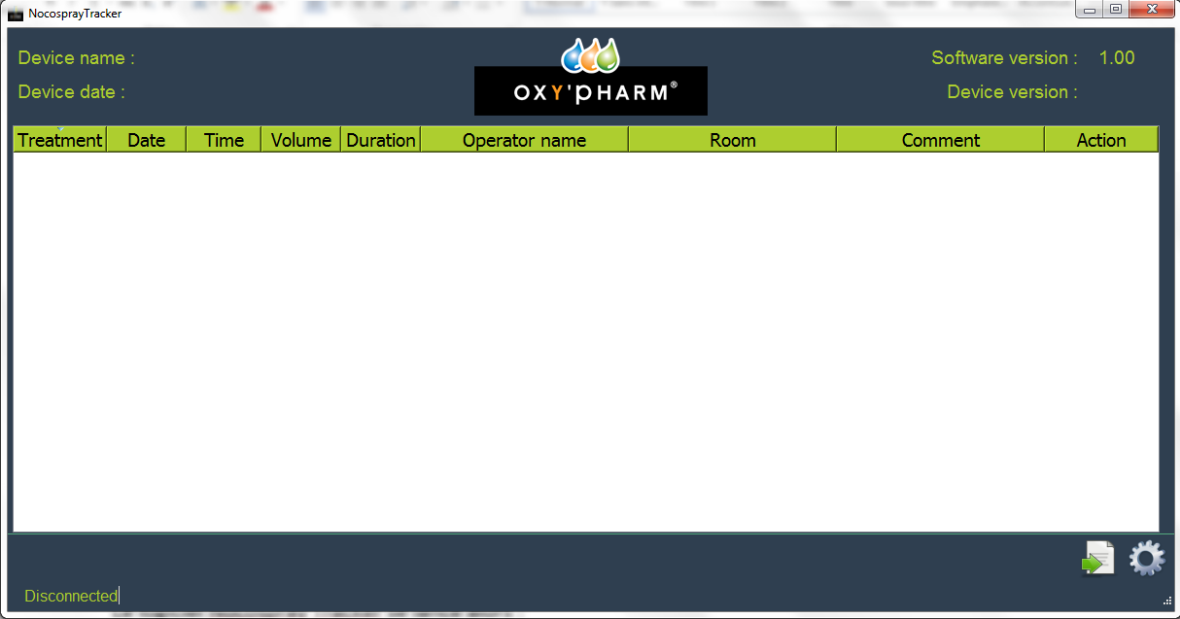 NocosprayTracker
Device name :
Software version : 1.00
OXY'PHARM®
Device date :
Device version :
Treatment Date Time Volume Duration Operator name Room Comment Action
Disconnected